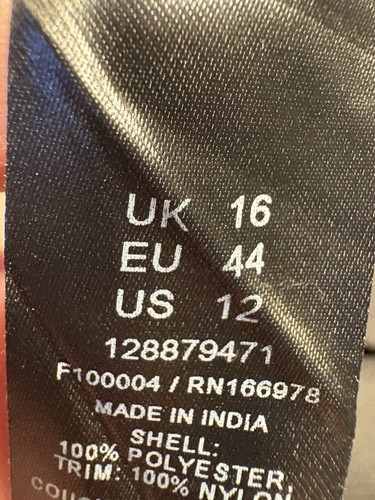 UK 16
EU 44
US 12
128879471
F100004 / RN166978
MADE IN INDIA
SHELL:
100% POLYESTER,
TRIM: 100% NYLON